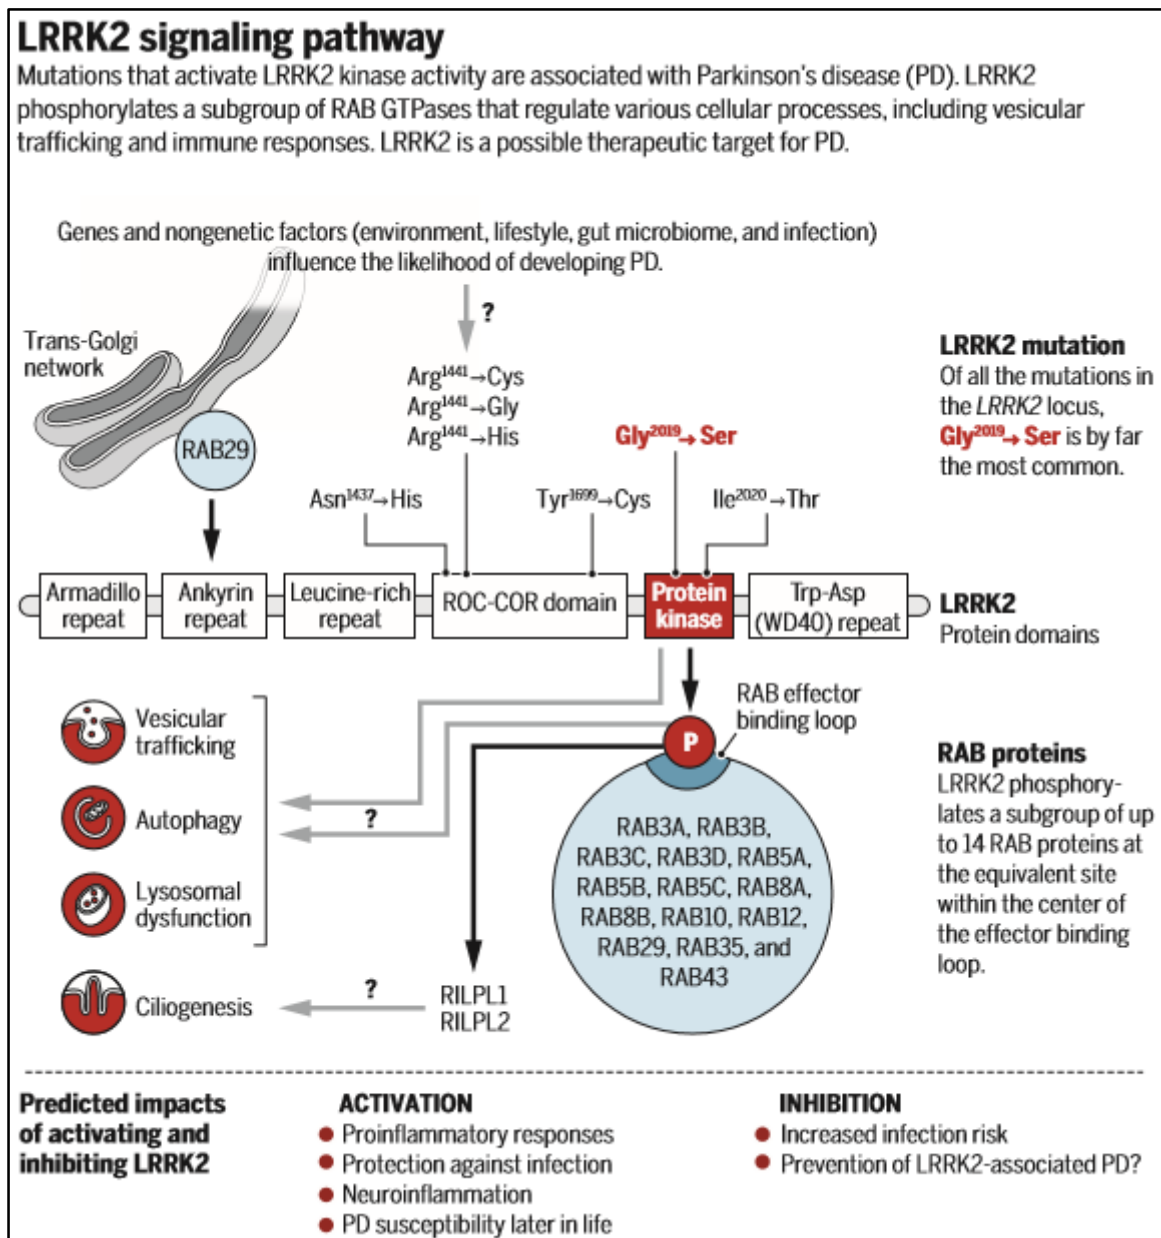 LRRK2 signaling pathway
Mutations that activate LRRK2 kinase activity are associated with Parkinson's disease (PD). LRRK2
phosphorylates a subgroup of RAB GTPases that regulate various cellular processes, including vesicular
trafficking and immune responses. LRRK2 is a possible therapeutic target for PD.
Genes and nongenetic factors (environment, lifestyle, gut microbiome, and infection)
influence the likelihood of developing PD.
?
Trans-Golgi
network
RAB29
Arg¹⁴⁴¹→Cys
Arg¹⁴⁴¹→Gly
Arg¹⁴⁴¹→His
Gly²⁰¹⁹→Ser
Asn¹⁴³⁷→His
Tyr¹⁶⁹⁹→Cys
Ile²⁰²⁰→Thr
LRRK2 mutation
Of all the mutations in
the LRRK2 locus,
Gly²⁰¹⁹→Ser is by far
the most common.
Armadillo
repeat
Ankyrin
repeat
Leucine-rich
repeat
ROC-COR domain
Protein
kinase
Trp-Asp
(WD40) repeat
LRRK2
Protein domains
Vesicular
trafficking
Autophagy
Lysosomal
dysfunction
Ciliogenesis
?
?
RILPL1
RILPL2
P
RAB effector
binding loop
RAB3A, RAB3B,
RAB3C, RAB3D, RAB5A,
RAB5B, RAB5C, RAB8A,
RAB8B, RAB10, RAB12,
RAB29, RAB35, and
RAB43
RAB proteins
LRRK2 phosphory-
lates a subgroup of up
to 14 RAB proteins at
the equivalent site
within the center of
the effector binding
loop.
Predicted impacts
of activating and
inhibiting LRRK2
ACTIVATION
● Proinflammatory responses
● Protection against infection
● Neuroinflammation
● PD susceptibility later in life
INHIBITION
● Increased infection risk
● Prevention of LRRK2-associated PD?